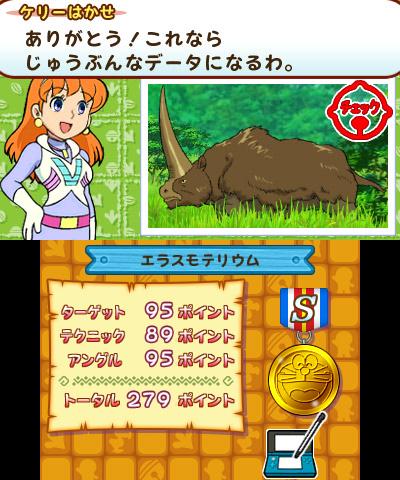 ケリーはかせ
ありがとう！これなら
じゅうぶんなデータになるわ。
チェック
エラスモテリウム
ターゲット 95 ポイント
テクニック 89 ポイント
アングル 95 ポイント
トータル 279 ポイント
S